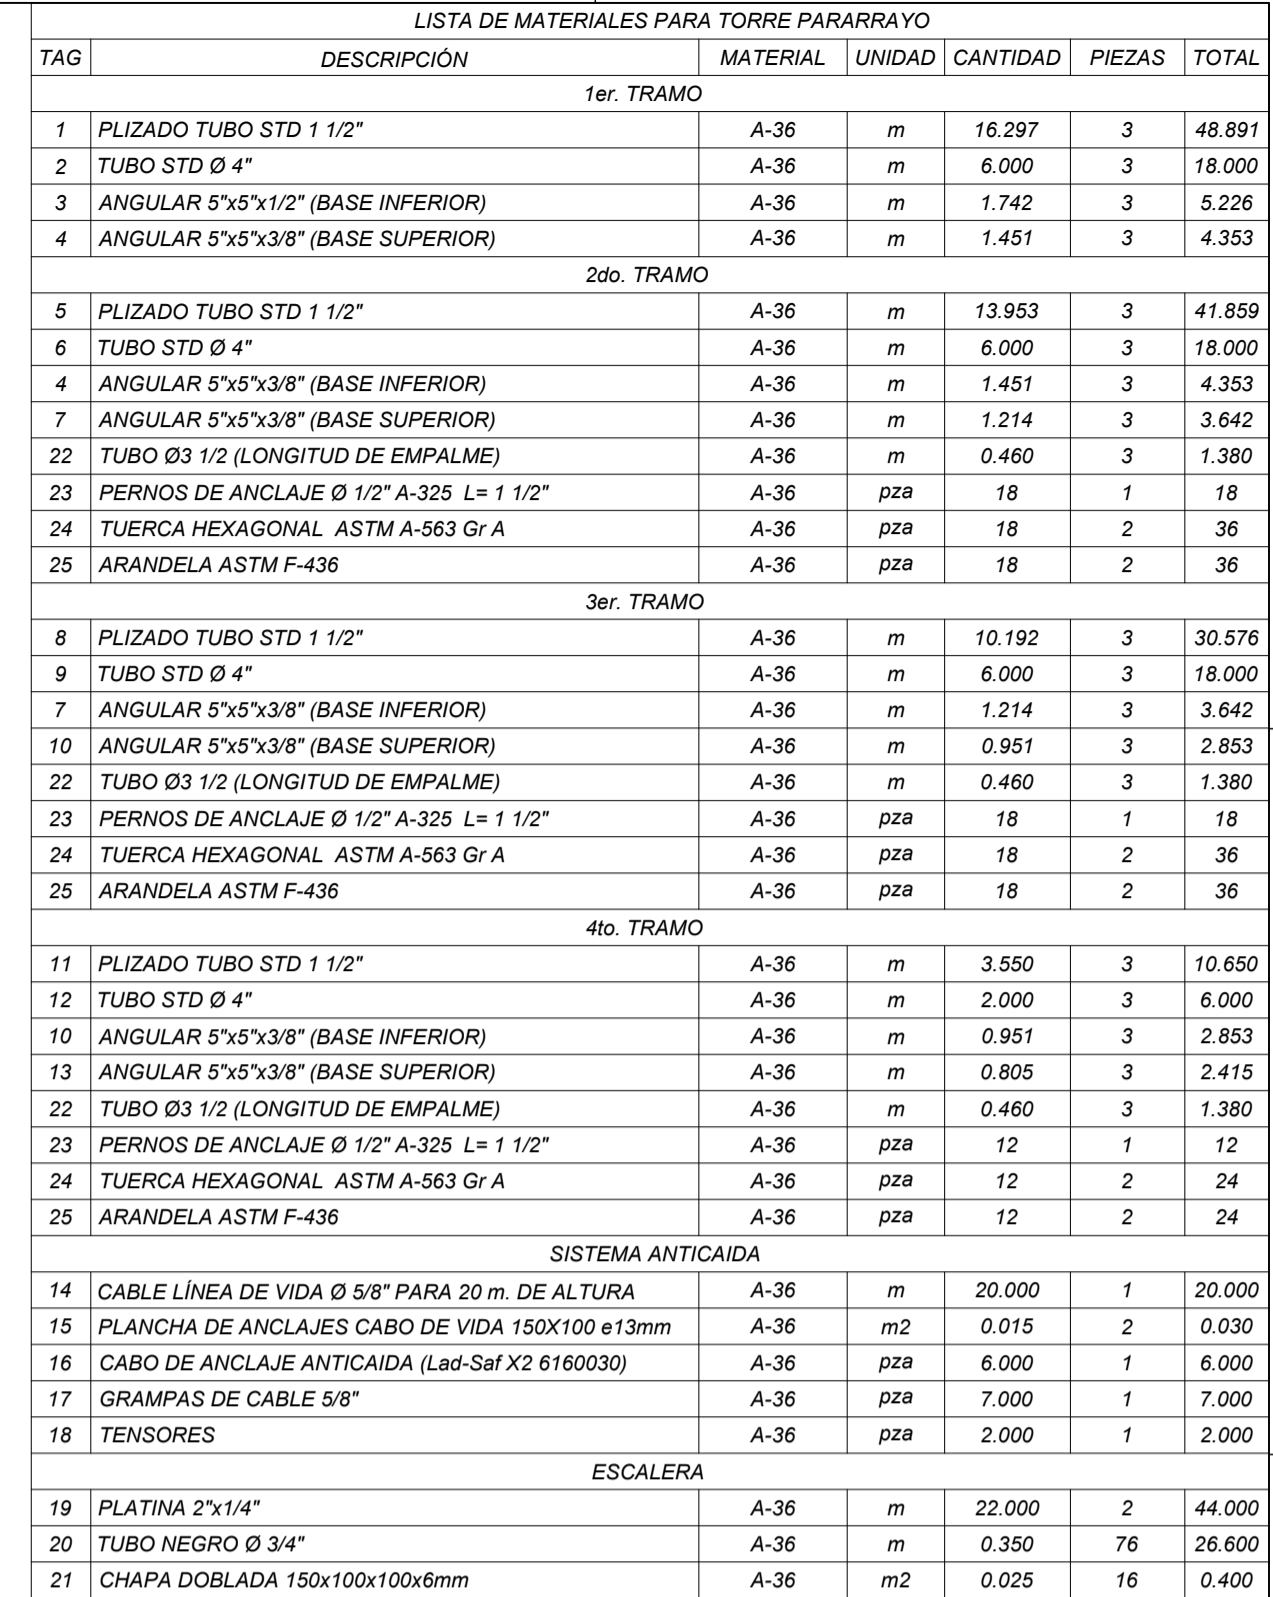 LISTA DE MATERIALES PARA TORRE PARARRAYO
TAG DESCRIPCIÓN MATERIAL UNIDAD CANTIDAD PIEZAS TOTAL
1er. TRAMO
1 PLIZADO TUBO STD 1 1/2" A-36 m 16.297 3 48.891
2 TUBO STD Ø 4" A-36 m 6.000 3 18.000
3 ANGULAR 5"x5"x1/2" (BASE INFERIOR) A-36 m 1.742 3 5.226
4 ANGULAR 5"x5"x3/8" (BASE SUPERIOR) A-36 m 1.451 3 4.353
2do. TRAMO
5 PLIZADO TUBO STD 1 1/2" A-36 m 13.953 3 41.859
6 TUBO STD Ø 4" A-36 m 6.000 3 18.000
4 ANGULAR 5"x5"x3/8" (BASE INFERIOR) A-36 m 1.451 3 4.353
7 ANGULAR 5"x5"x3/8" (BASE SUPERIOR) A-36 m 1.214 3 3.642
22 TUBO Ø3 1/2 (LONGITUD DE EMPALME) A-36 m 0.460 3 1.380
23 PERNOS DE ANCLAJE Ø 1/2" A-325 L= 1 1/2" A-36 pza 18 1 18
24 TUERCA HEXAGONAL ASTM A-563 Gr A A-36 pza 18 2 36
25 ARANDELA ASTM F-436 A-36 pza 18 2 36
3er. TRAMO
8 PLIZADO TUBO STD 1 1/2" A-36 m 10.192 3 30.576
9 TUBO STD Ø 4" A-36 m 6.000 3 18.000
7 ANGULAR 5"x5"x3/8" (BASE INFERIOR) A-36 m 1.214 3 3.642
10 ANGULAR 5"x5"x3/8" (BASE SUPERIOR) A-36 m 0.951 3 2.853
22 TUBO Ø3 1/2 (LONGITUD DE EMPALME) A-36 m 0.460 3 1.380
23 PERNOS DE ANCLAJE Ø 1/2" A-325 L= 1 1/2" A-36 pza 18 1 18
24 TUERCA HEXAGONAL ASTM A-563 Gr A A-36 pza 18 2 36
25 ARANDELA ASTM F-436 A-36 pza 18 2 36
4to. TRAMO
11 PLIZADO TUBO STD 1 1/2" A-36 m 3.550 3 10.650
12 TUBO STD Ø 4" A-36 m 2.000 3 6.000
10 ANGULAR 5"x5"x3/8" (BASE INFERIOR) A-36 m 0.951 3 2.853
13 ANGULAR 5"x5"x3/8" (BASE SUPERIOR) A-36 m 0.805 3 2.415
22 TUBO Ø3 1/2 (LONGITUD DE EMPALME) A-36 m 0.460 3 1.380
23 PERNOS DE ANCLAJE Ø 1/2" A-325 L= 1 1/2" A-36 pza 12 1 12
24 TUERCA HEXAGONAL ASTM A-563 Gr A A-36 pza 12 2 24
25 ARANDELA ASTM F-436 A-36 pza 12 2 24
SISTEMA ANTICAIDA
14 CABLE LÍNEA DE VIDA Ø 5/8" PARA 20 m. DE ALTURA A-36 m 20.000 1 20.000
15 PLANCHA DE ANCLAJES CABO DE VIDA 150X100 e13mm A-36 m2 0.015 2 0.030
16 CABO DE ANCLAJE ANTICAIDA (Lad-Saf X2 6160030) A-36 pza 6.000 1 6.000
17 GRAMPAS DE CABLE 5/8" A-36 pza 7.000 1 7.000
18 TENSORES A-36 pza 2.000 1 2.000
ESCALERA
19 PLATINA 2"x1/4" A-36 m 22.000 2 44.000
20 TUBO NEGRO Ø 3/4" A-36 m 0.350 76 26.600
21 CHAPA DOBLADA 150x100x100x6mm A-36 m2 0.025 16 0.400